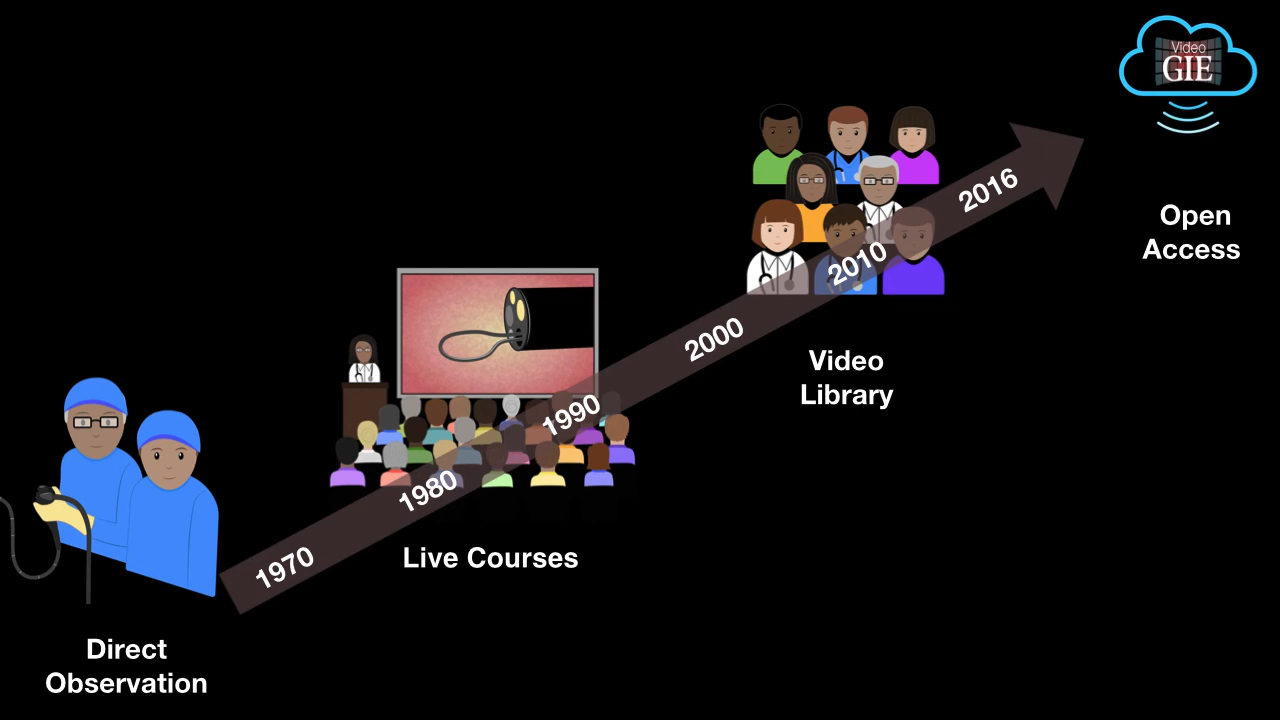 Video
GIE
2016
Open
Access
2010
2000
Video
Library
1990
1980
Live Courses
1970
Direct
Observation